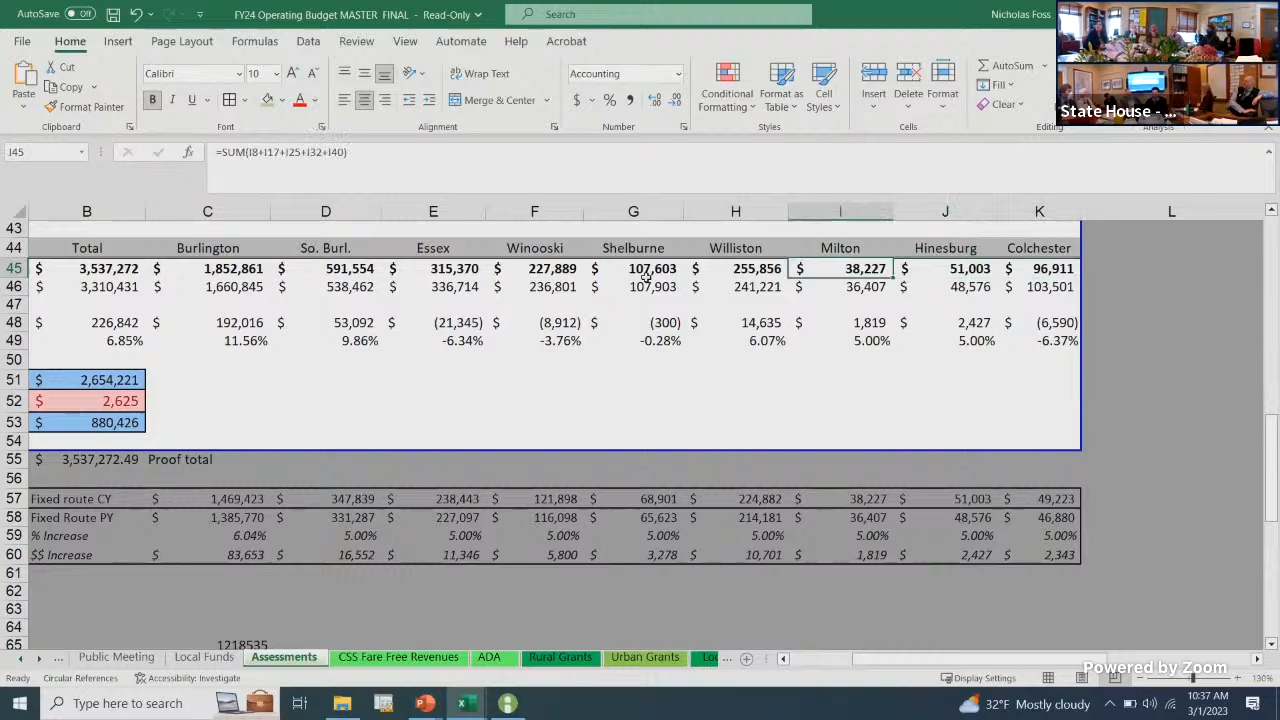 AutoSave Off FY24 Operating Budget MASTER FINAL - Read-Only Search Nicholas Foss
File Home Insert Page Layout Formulas Data Review View Automate Help Acrobat
Cut Calibri 10 Wrap Text Accounting AutoSum
Copy Fill
Paste Format Painter B I U Merge & Center $ % Conditional Formatting Format as Table Cell Styles Insert Delete Format Clear
Clipboard Font Alignment Number Styles Cells Editing Analysis
State House - ...
I45 fx =SUM(I8+I17+I25+I32+I40)
B C D E F G H I J K L
43
44 Total Burlington So. Burl. Essex Winooski Shelburne Williston Milton Hinesburg Colchester
45 $ 3,537,272 $ 1,852,861 $ 591,554 $ 315,370 $ 227,889 $ 107,603 $ 255,856 $ 38,227 $ 51,003 $ 96,911
46 $ 3,310,431 $ 1,660,845 $ 538,462 $ 336,714 $ 236,801 $ 107,903 $ 241,221 $ 36,407 $ 48,576 $ 103,501
47
48 $ 226,842 $ 192,016 $ 53,092 $ (21,345) $ (8,912) $ (300) $ 14,635 $ 1,819 $ 2,427 $ (6,590)
49 6.85% 11.56% 9.86% -6.34% -3.76% -0.28% 6.07% 5.00% 5.00% -6.37%
50
51 $ 2,654,221
52 $ 2,625
53 $ 880,426
54
55 $ 3,537,272.49 Proof total
56
57 Fixed route CY $ 1,469,423 $ 347,839 $ 238,443 $ 121,898 $ 68,901 $ 224,882 $ 38,227 $ 51,003 $ 49,223
58 Fixed Route PY $ 1,385,770 $ 331,287 $ 227,097 $ 116,098 $ 65,623 $ 214,181 $ 36,407 $ 48,576 $ 46,880
59 % Increase 6.04% 5.00% 5.00% 5.00% 5.00% 5.00% 5.00% 5.00% 5.00%
60 $$ Increase $ 83,653 $ 16,552 $ 11,346 $ 5,800 $ 3,278 $ 10,701 $ 1,819 $ 2,427 $ 2,343
61
62
63
64
65 1218535
... Public Meeting Local Funds Assessments CSS Fare Free Revenues ADA Rural Grants Urban Grants Loc ...
Powered by Zoom
Ready Circular References Accessibility: Investigate Display Settings 130%
Type here to search 32°F Mostly cloudy 10:37 AM
3/1/2023